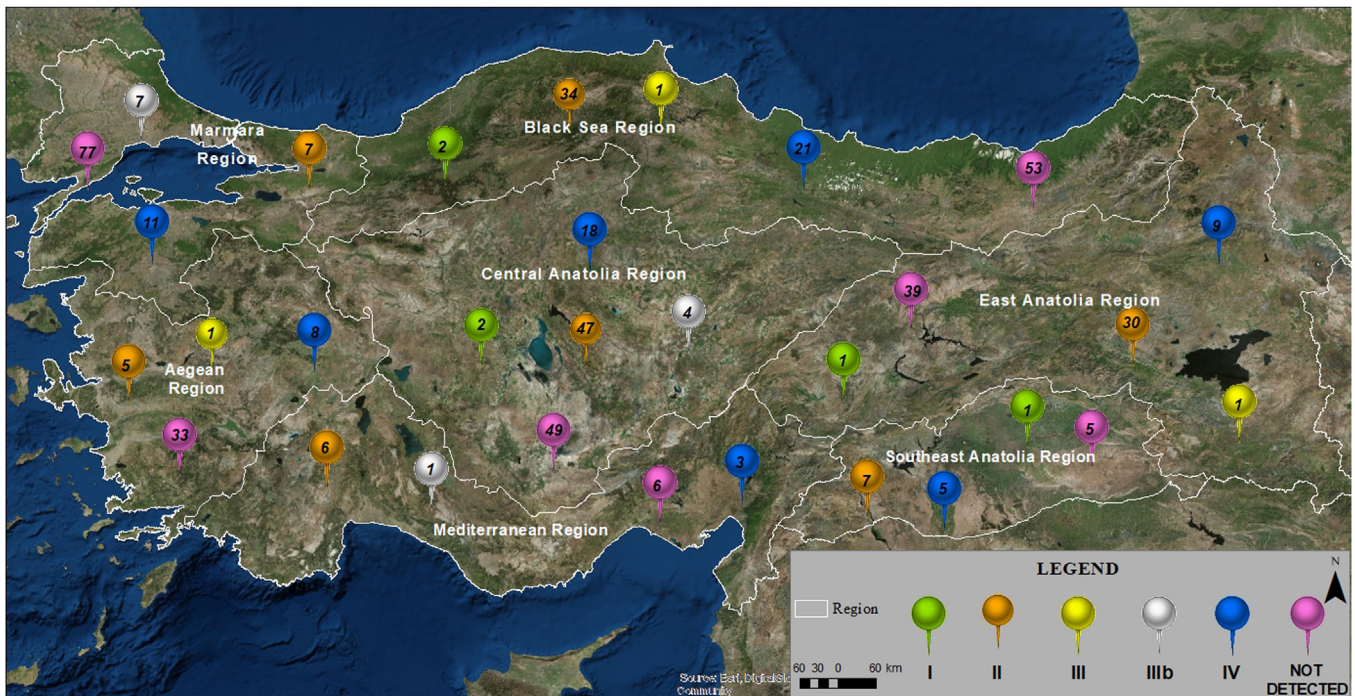 34
1
7
Marmara
Region
Black Sea Region
77
7
2
21
53
11
18
9
Central Anatolia Region
39
East Anatolia Region
4
2
47
30
1
8
5
Aegean
Region
1
1
1
5
33
49
6
1
3
Southeast Anatolia Region
7
5
6
Mediterranean Region
LEGEND
N
Region
60 30 0 60 km
I
II
III
IIIb
IV
NOT
DETECTED
Source: Esri,
Community